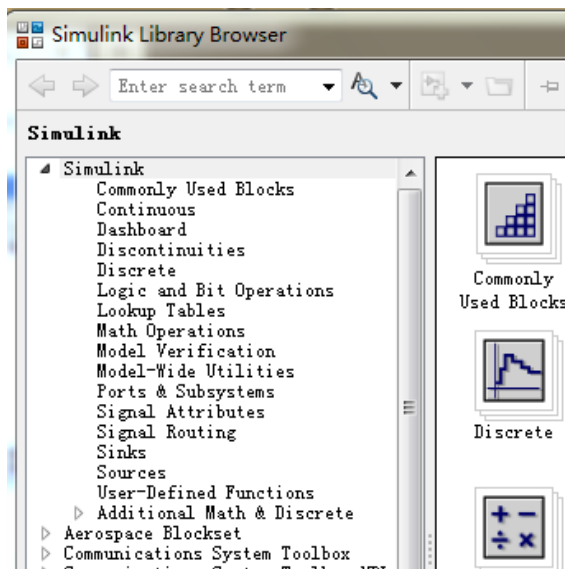 Simulink Library Browser
Enter search term
Simulink
Simulink
Commonly Used Blocks
Continuous
Dashboard
Discontinuities
Discrete
Logic and Bit Operations
Lookup Tables
Math Operations
Model Verification
Model-Wide Utilities
Ports & Subsystems
Signal Attributes
Signal Routing
Sinks
Sources
User-Defined Functions
Additional Math & Discrete
Aerospace Blockset
Communications System Toolbox
Commonly
Used Blocks
Discrete